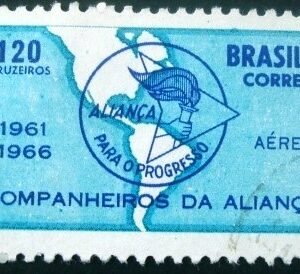 120 BRASIL
CRUZEIROS CORRE
ALIANÇA
PARA O PROGRESSO
1961
1966
AÉRE
OMPANHEIROS DA ALIANÇ